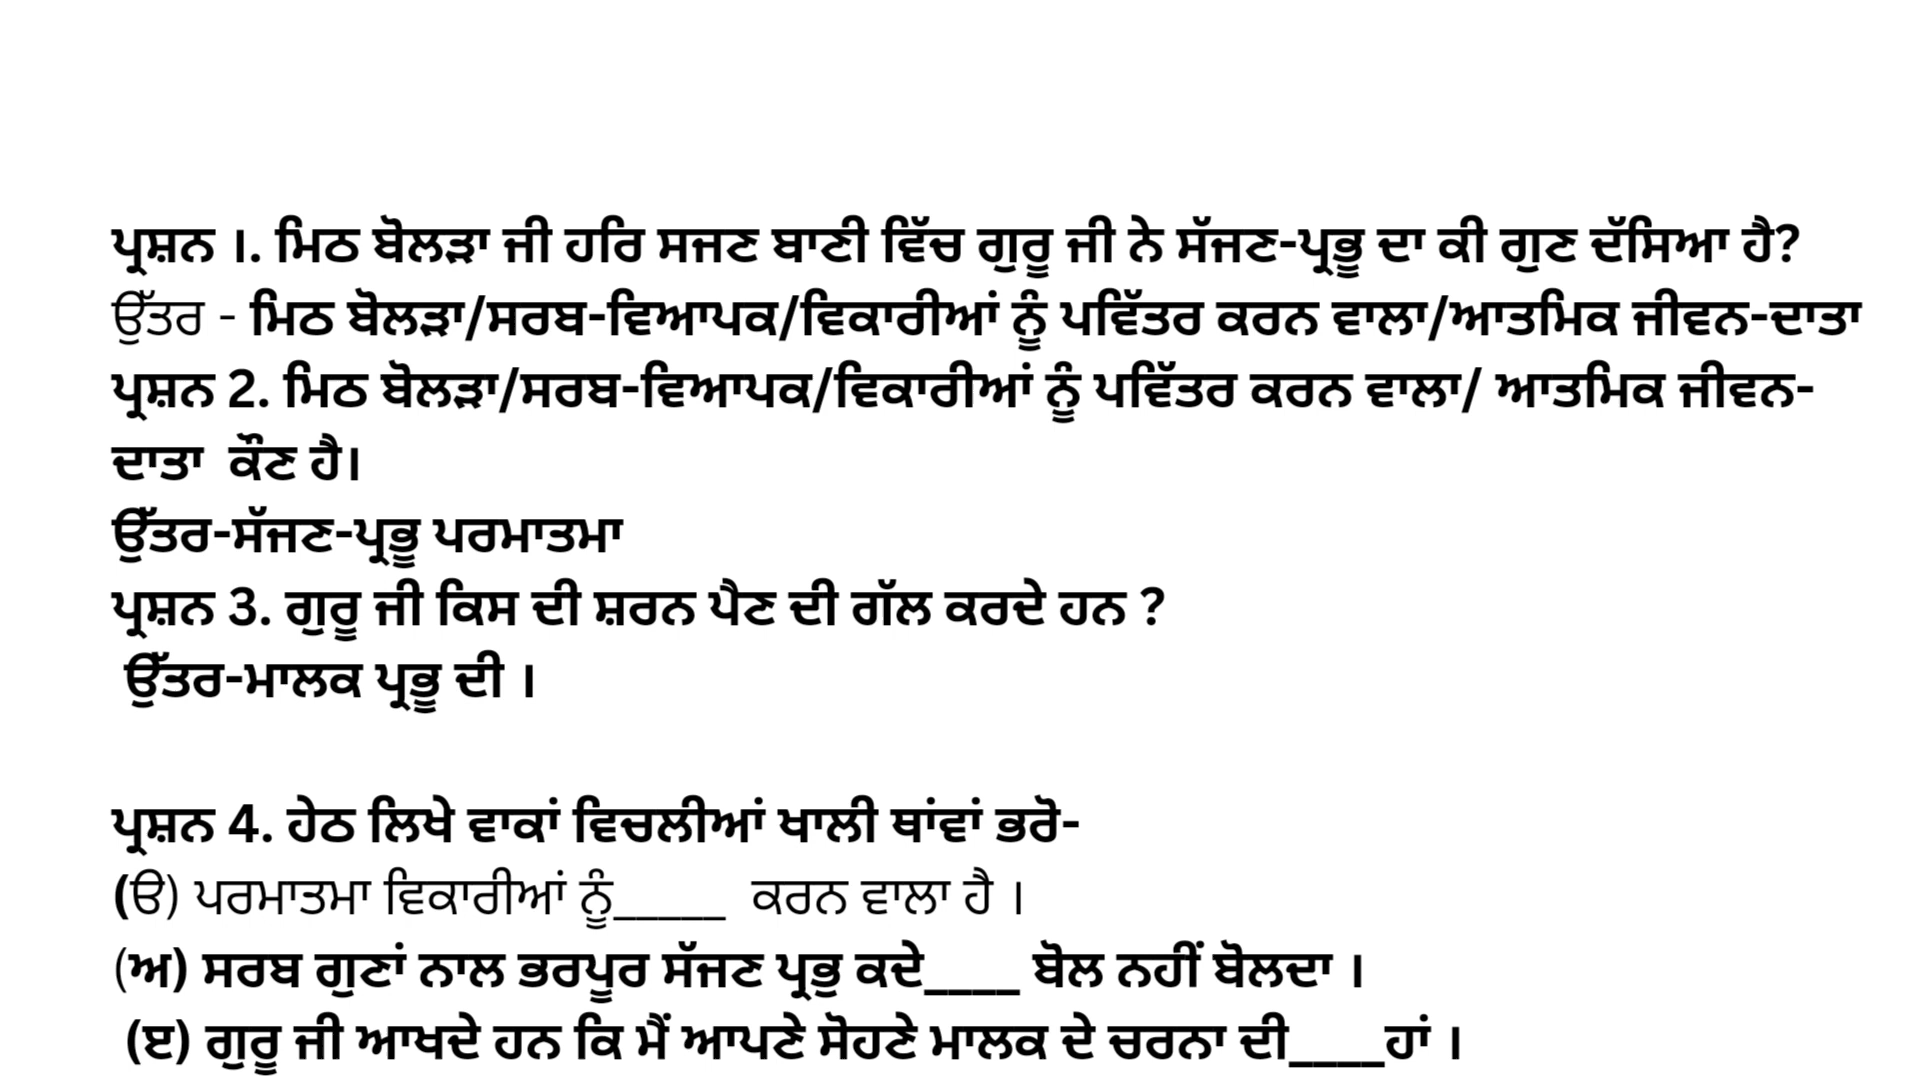 ਪ੍ਰਸ਼ਨ ।. ਮਿਠ ਬੋਲੜਾ ਜੀ ਹਰਿ ਸਜਣ ਬਾਣੀ ਵਿੱਚ ਗੁਰੂ ਜੀ ਨੇ ਸੱਜਣ-ਪ੍ਰਭੂ ਦਾ ਕੀ ਗੁਣ ਦੱਸਿਆ ਹੈ?
ਉੱਤਰ - ਮਿਠ ਬੋਲੜਾ/ਸਰਬ-ਵਿਆਪਕ/ਵਿਕਾਰੀਆਂ ਨੂੰ ਪਵਿੱਤਰ ਕਰਨ ਵਾਲਾ/ਆਤਮਿਕ ਜੀਵਨ-ਦਾਤਾ
ਪ੍ਰਸ਼ਨ 2. ਮਿਠ ਬੋਲੜਾ/ਸਰਬ-ਵਿਆਪਕ/ਵਿਕਾਰੀਆਂ ਨੂੰ ਪਵਿੱਤਰ ਕਰਨ ਵਾਲਾ/ ਆਤਮਿਕ ਜੀਵਨ-
ਦਾਤਾ  ਕੌਣ ਹੈ।
ਉੱਤਰ-ਸੱਜਣ-ਪ੍ਰਭੂ ਪਰਮਾਤਮਾ
ਪ੍ਰਸ਼ਨ 3. ਗੁਰੂ ਜੀ ਕਿਸ ਦੀ ਸ਼ਰਨ ਪੈਣ ਦੀ ਗੱਲ ਕਰਦੇ ਹਨ ?
ਉੱਤਰ-ਮਾਲਕ ਪ੍ਰਭੂ ਦੀ ।
ਪ੍ਰਸ਼ਨ 4. ਹੇਠ ਲਿਖੇ ਵਾਕਾਂ ਵਿਚਲੀਆਂ ਖਾਲੀ ਥਾਂਵਾਂ ਭਰੋ-
(ੳ) ਪਰਮਾਤਮਾ ਵਿਕਾਰੀਆਂ ਨੂੰ_____  ਕਰਨ ਵਾਲਾ ਹੈ ।
(ਅ) ਸਰਬ ਗੁਣਾਂ ਨਾਲ ਭਰਪੂਰ ਸੱਜਣ ਪ੍ਰਭੁ ਕਦੇ____ ਬੋਲ ਨਹੀਂ ਬੋਲਦਾ ।
(ੲ) ਗੁਰੂ ਜੀ ਆਖਦੇ ਹਨ ਕਿ ਮੈਂ ਆਪਣੇ ਸੋਹਣੇ ਮਾਲਕ ਦੇ ਚਰਨਾ ਦੀ____ਹਾਂ ।